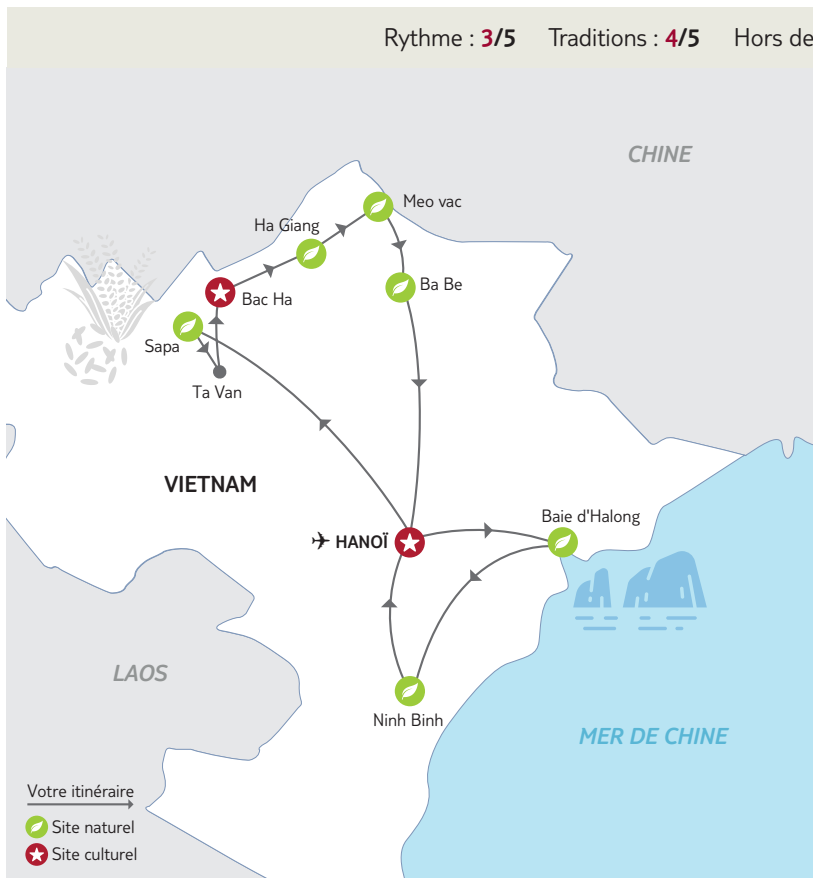 Rythme : 3/5 Traditions : 4/5 Hors de
CHINE
Meo vac
Ha Giang
Ba Be
Bac Ha
Sapa
Ta Van
VIETNAM
Baie d'Halong
HANOÏ
LAOS
Ninh Binh
MER DE CHINE
Votre itinéraire
Site naturel
Site culturel